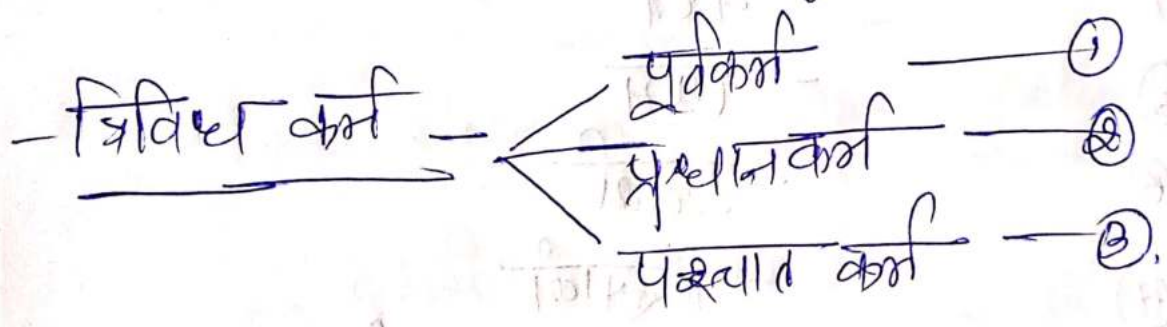 पूर्वकर्म — ①
- त्रिविध कर्म -
प्रधानकर्म — ②
पश्चात कर्म — ③.